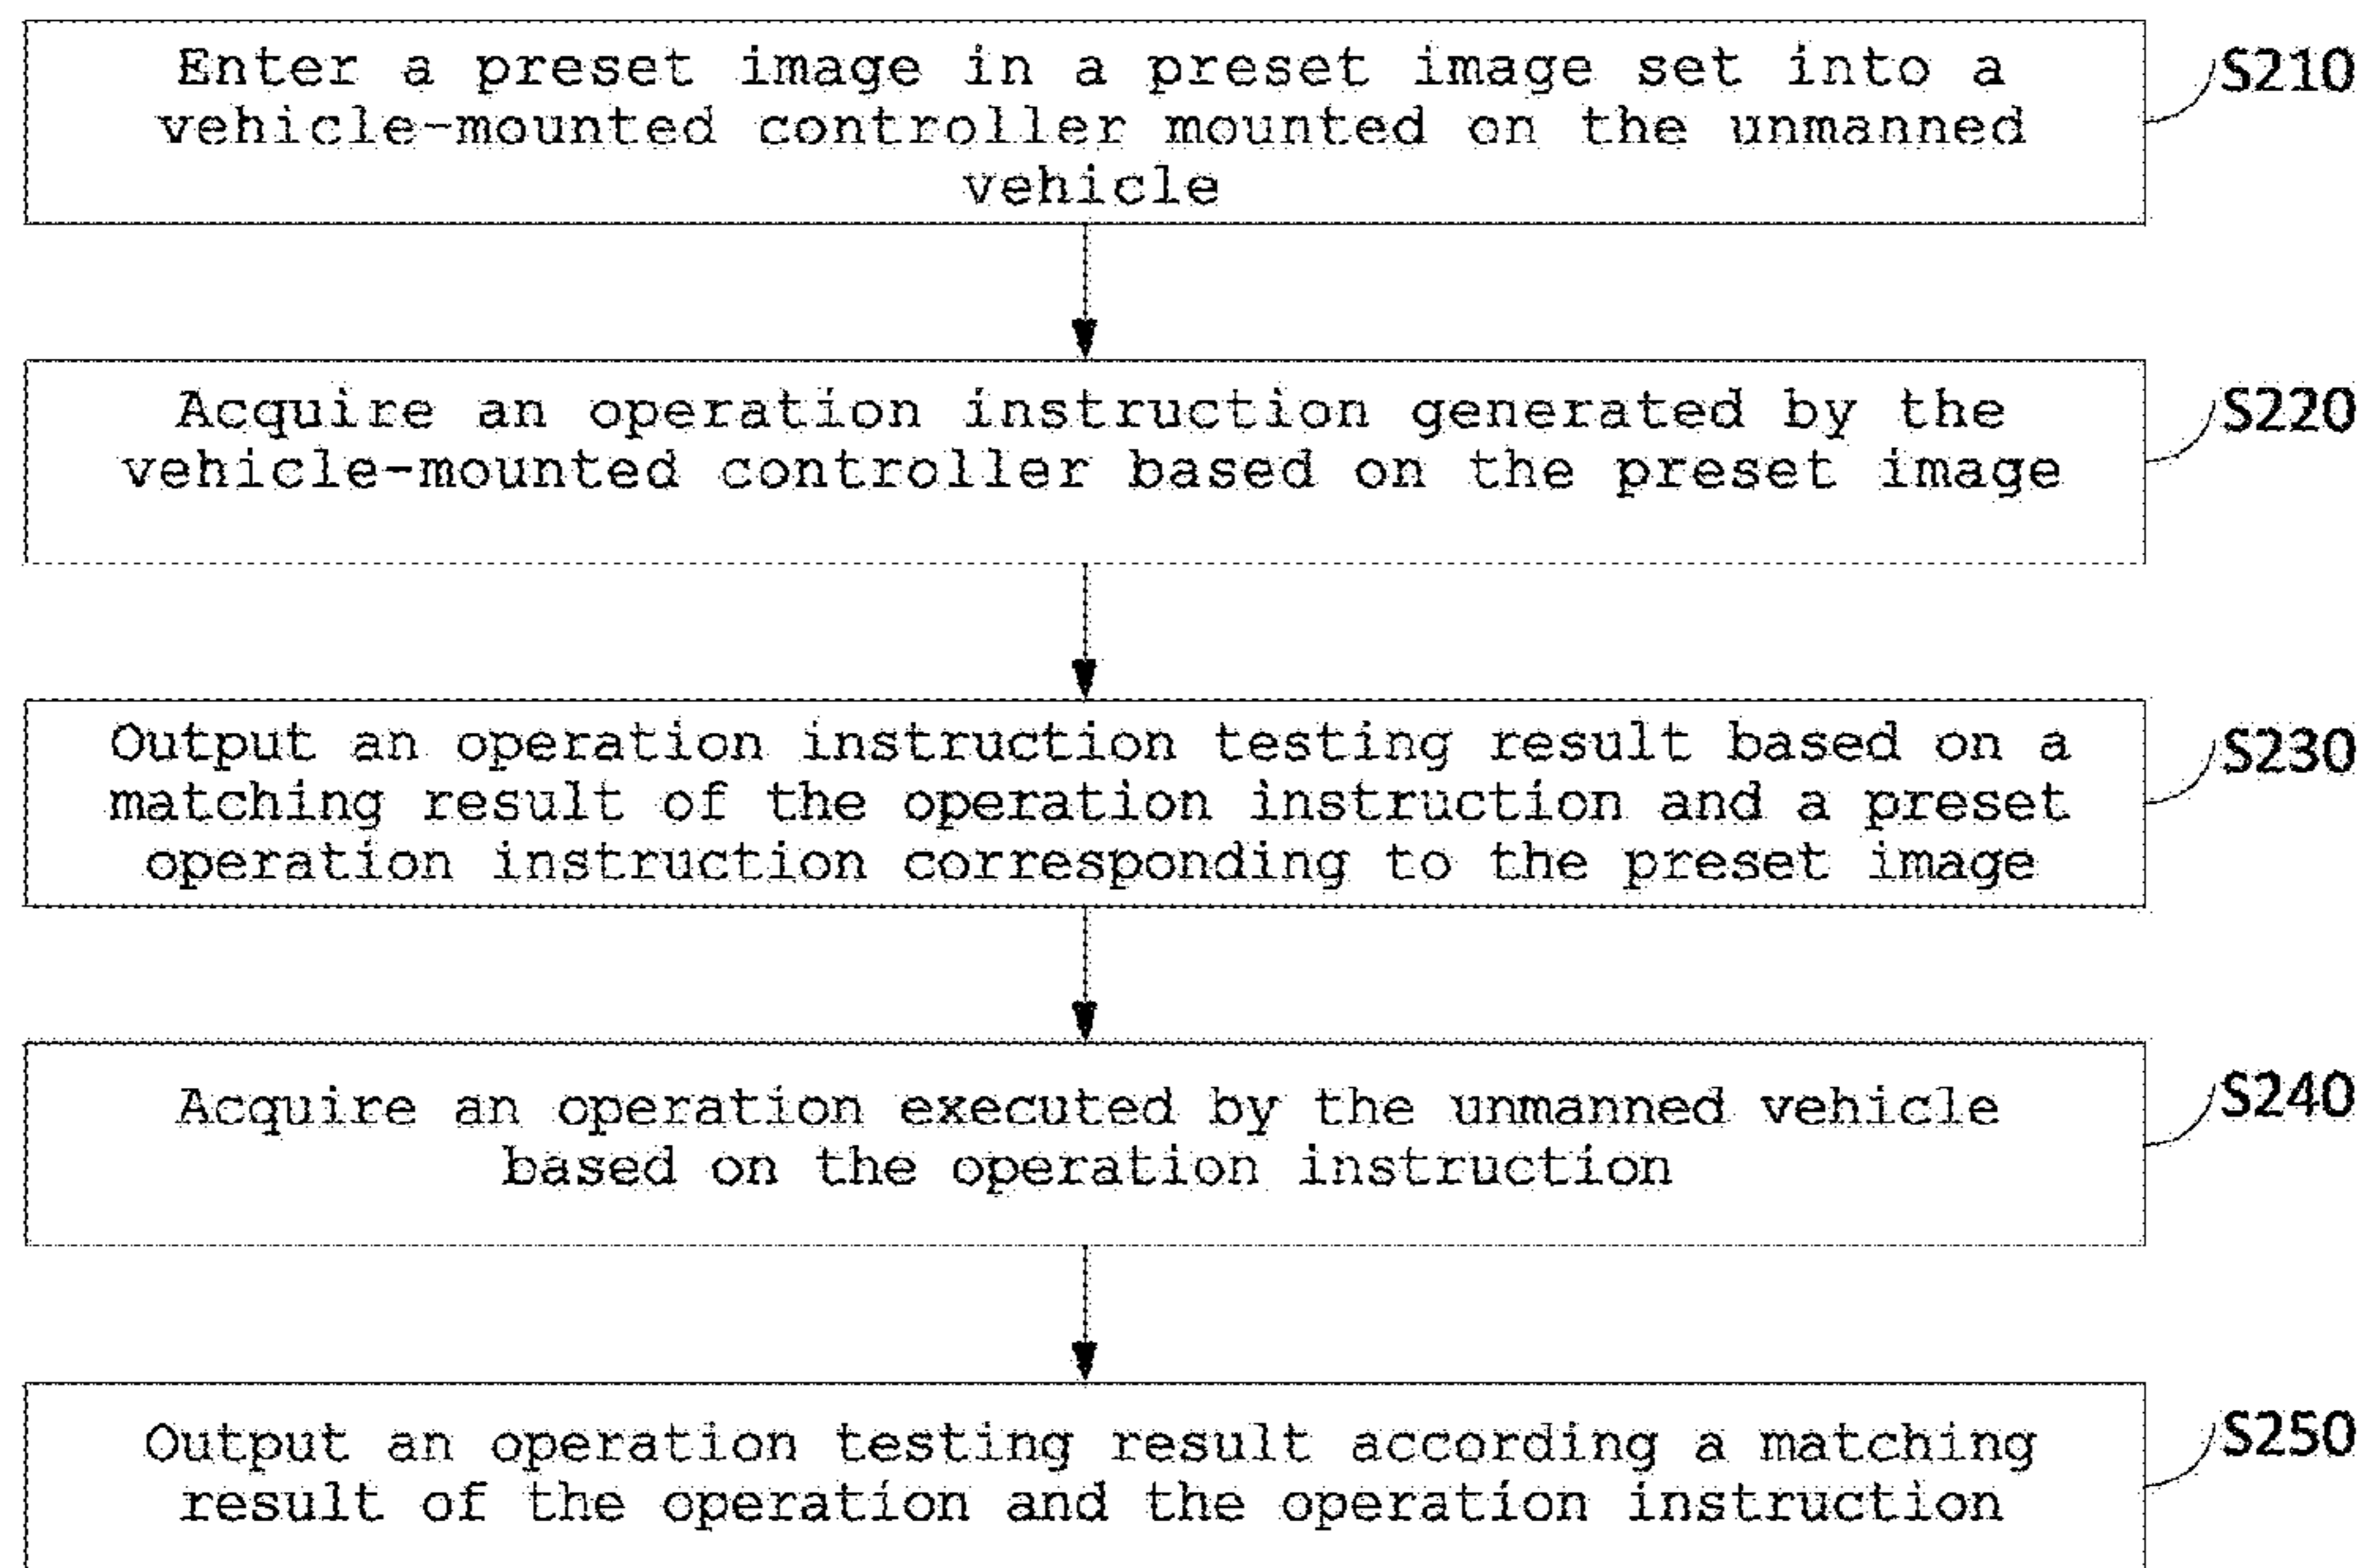 Enter a preset image in a preset image set into a
vehicle-mounted controller mounted on the unmanned
vehicle
S210
Acquire an operation instruction generated by the
vehicle-mounted controller based on the preset image
S220
Output an operation instruction testing result based on a
matching result of the operation instruction and a preset
operation instruction corresponding to the preset image
S230
Acquire an operation executed by the unmanned vehicle
based on the operation instruction
S240
Output an operation testing result according a matching
result of the operation and the operation instruction
S250